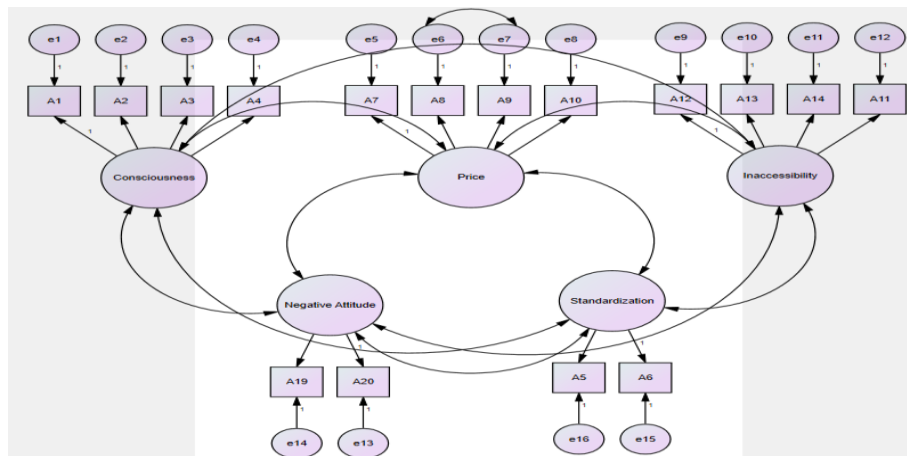 e1 e2 e3 e4 e5 e6 e7 e8 e9 e10 e11 e12
1 1 1 1 1 1 1 1 1 1 1 1
A1 A2 A3 A4 A7 A8 A9 A10 A12 A13 A14 A11
1 1 1
Consciousness Price Inaccessibility
Negative Attitude Standardization
1 1
A19 A20 A5 A6
1 1 1 1
e14 e13 e16 e15